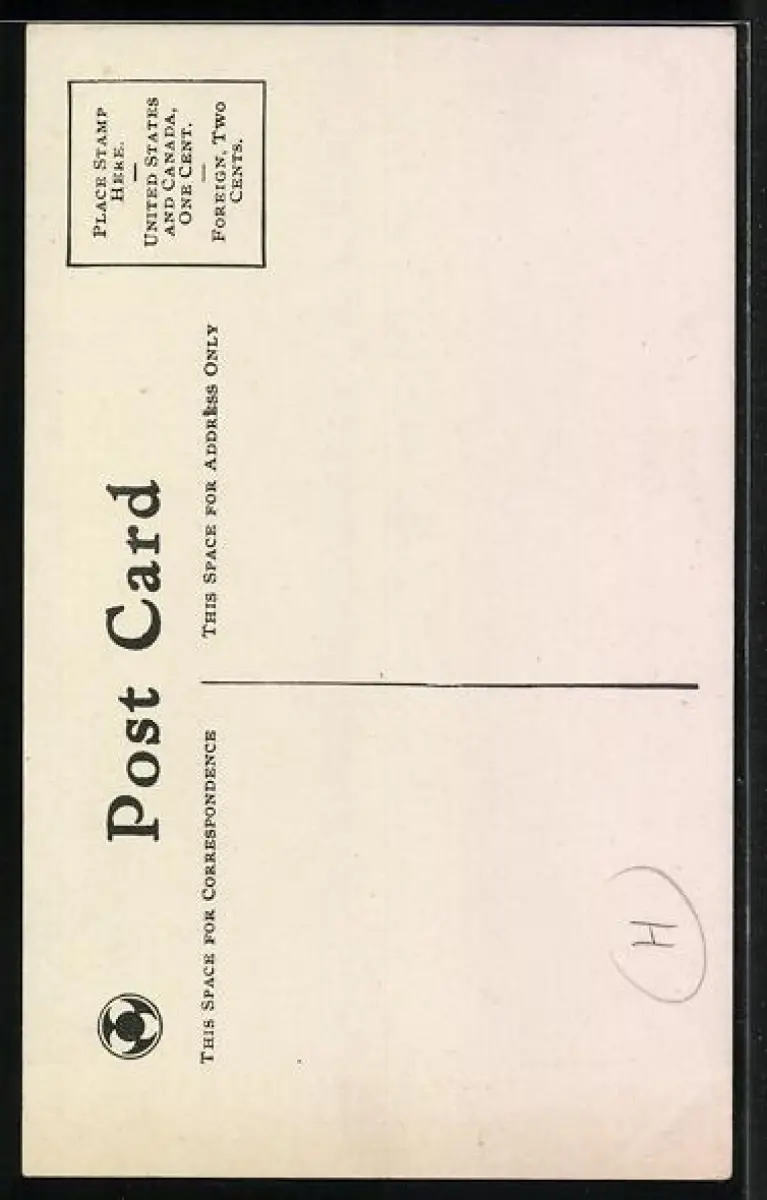 Post Card
PLACE STAMP
HERE.
—
UNITED STATES
AND CANADA,
ONE CENT.
—
FOREIGN, TWO
CENTS.
THIS SPACE FOR CORRESPONDENCE
THIS SPACE FOR ADDRESS ONLY
H